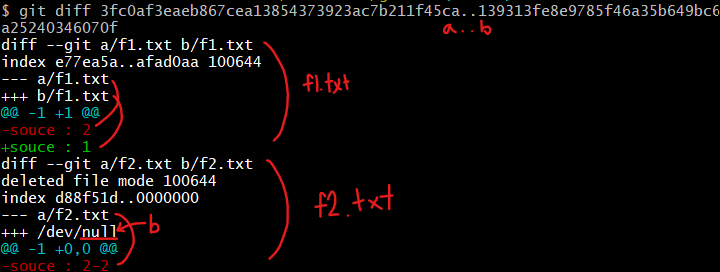 $ git diff 3fc0af3eaeb867cea13854373923ac7b211f45ca..139313fe8e9785f46a35b649bc6
a25240346070f
a..b
diff --git a/f1.txt b/f1.txt
index e77ea5a..afad0aa 100644
--- a/f1.txt
+++ b/f1.txt
@@ -1 +1 @@
-souce : 2
+souce : 1
f1.txt
diff --git a/f2.txt b/f2.txt
deleted file mode 100644
index d88f51d..0000000
--- a/f2.txt
+++ /dev/null
b
@@ -1 +0,0 @@
-souce : 2-2
f2.txt